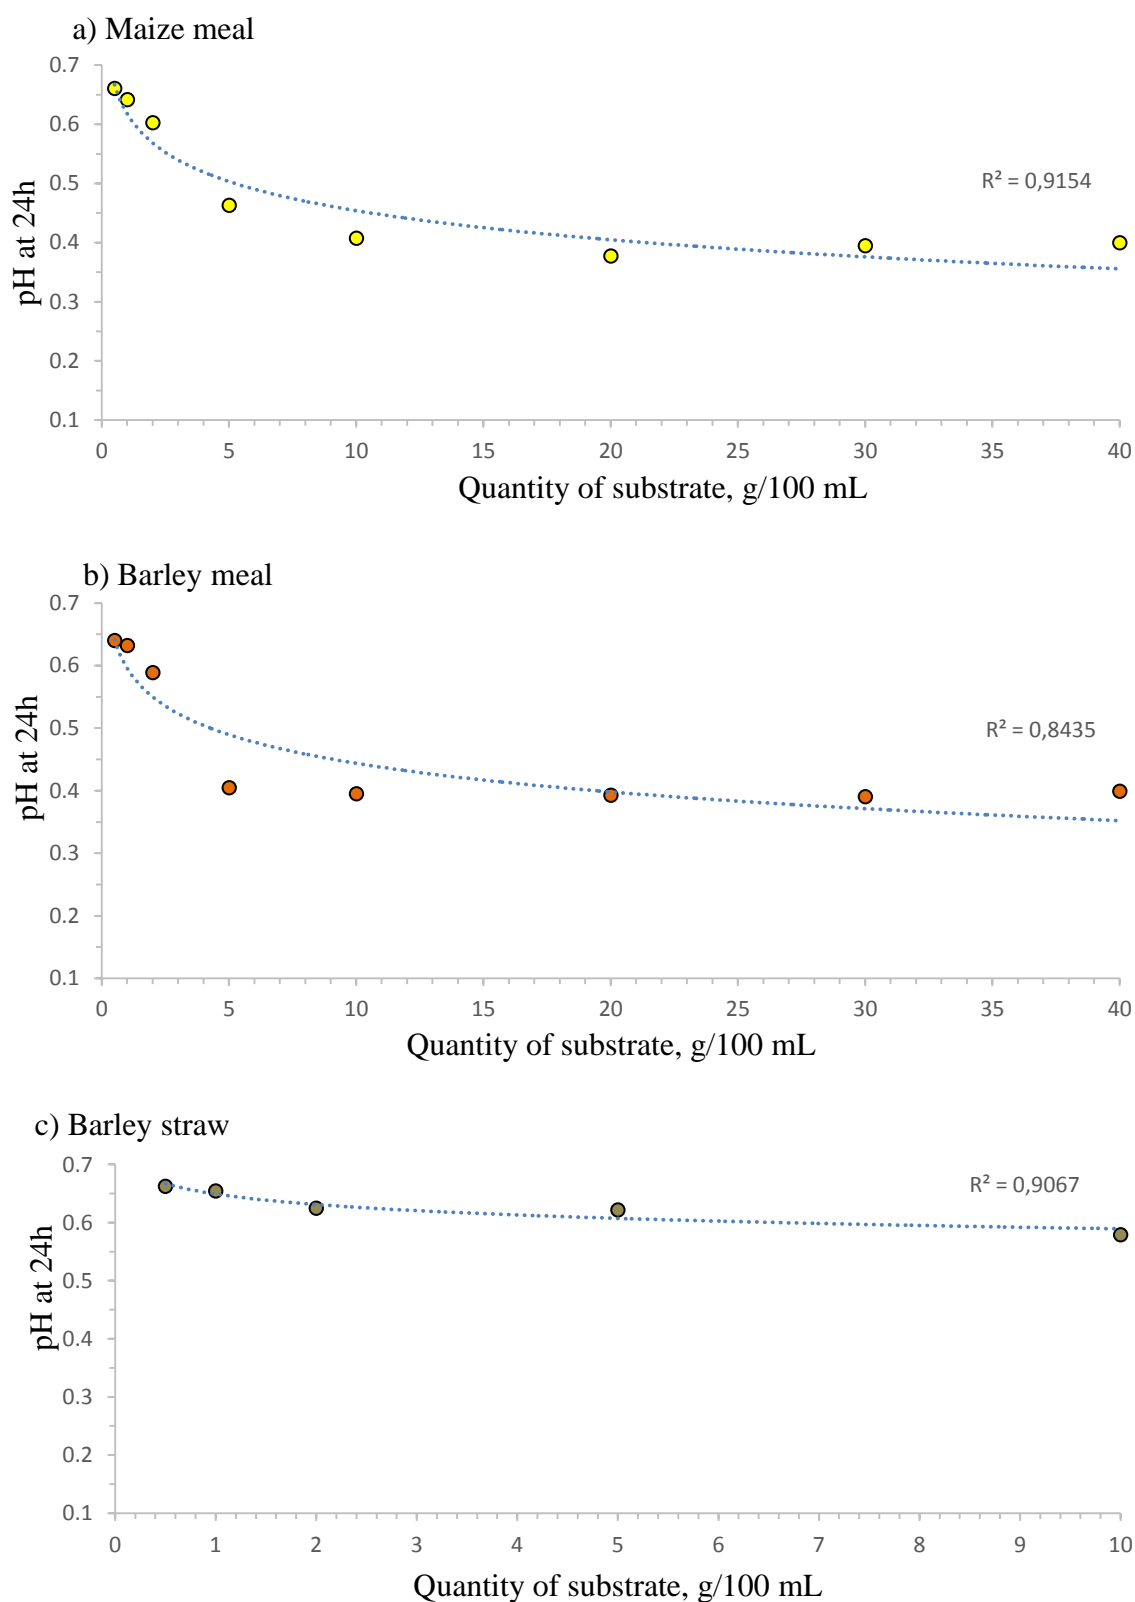 a) Maize meal
0.7
0.6
0.5
0.4
0.3
0.2
0.1
pH at 24h
R² = 0,9154
0 5 10 15 20 25 30 35 40
Quantity of substrate, g/100 mL
b) Barley meal
0.7
0.6
0.5
0.4
0.3
0.2
0.1
pH at 24h
R² = 0,8435
0 5 10 15 20 25 30 35 40
Quantity of substrate, g/100 mL
c) Barley straw
0.7
0.6
0.5
0.4
0.3
0.2
0.1
pH at 24h
R² = 0,9067
0 1 2 3 4 5 6 7 8 9 10
Quantity of substrate, g/100 mL